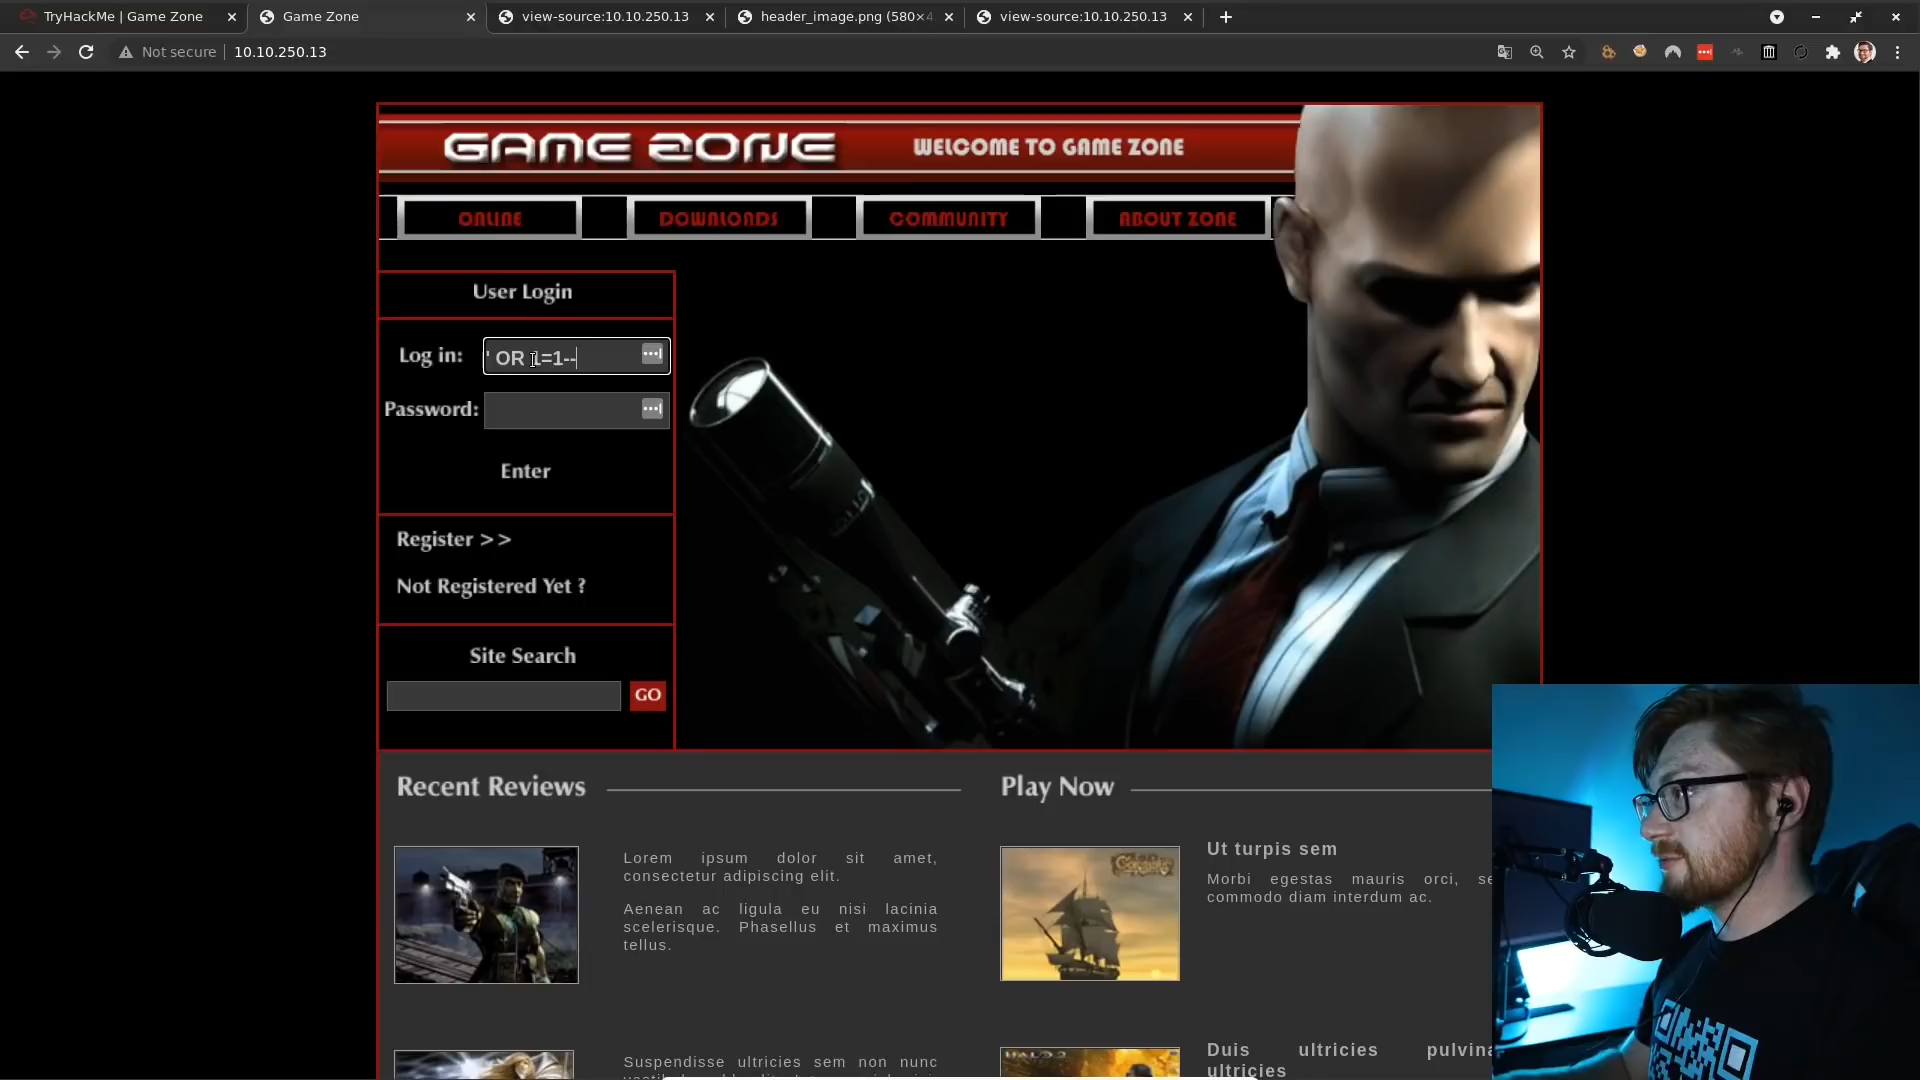 TryHackMe | Game Zone
Game Zone
view-source:10.10.250.13
header_image.png (580×4
view-source:10.10.250.13
Not secure
10.10.250.13
GAME ZONE
WELCOME TO GAME ZONE
ONLINE
DOWNLOADS
COMMUNITY
ABOUT ZONE
User Login
Log in:
' OR 1=1--
Password:
Enter
Register >>
Not Registered Yet ?
Site Search
GO
Recent Reviews
Lorem ipsum dolor sit amet,
consectetur adipiscing elit.
Aenean ac ligula eu nisi lacinia
scelerisque. Phasellus et maximus
tellus.
Suspendisse ultricies sem non nunc
Play Now
Ut turpis sem
Morbi egestas mauris orci, se
commodo diam interdum ac.
HALO 2
Duis ultricies pulvina
ultricies